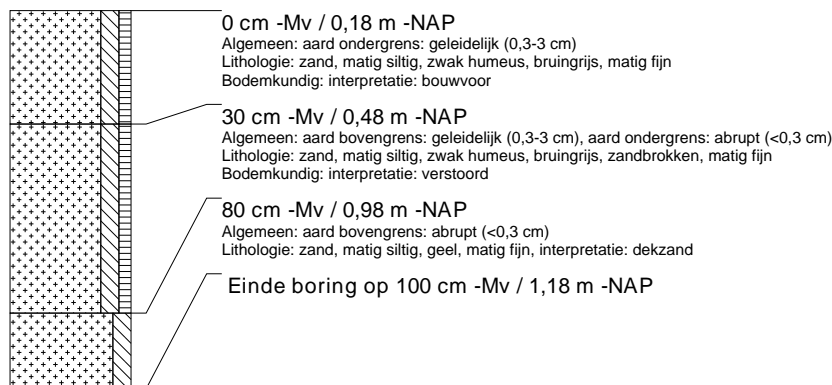 0 cm -Mv / 0,18 m -NAP
Algemeen: aard ondergrens: geleidelijk (0,3-3 cm)
Lithologie: zand, matig siltig, zwak humeus, bruingrijs, matig fijn
Bodemkundig: interpretatie: bouwvoor
30 cm -Mv / 0,48 m -NAP
Algemeen: aard bovengrens: geleidelijk (0,3-3 cm), aard ondergrens: abrupt (<0,3 cm)
Lithologie: zand, matig siltig, zwak humeus, bruingrijs, zandbrokken, matig fijn
Bodemkundig: interpretatie: verstoord
80 cm -Mv / 0,98 m -NAP
Algemeen: aard bovengrens: abrupt (<0,3 cm)
Lithologie: zand, matig siltig, geel, matig fijn, interpretatie: dekzand
Einde boring op 100 cm -Mv / 1,18 m -NAP